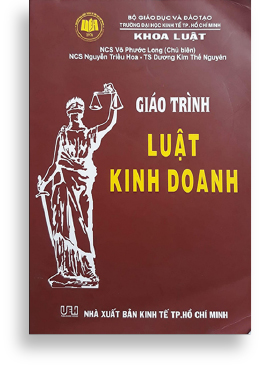 BỘ GIÁO DỤC VÀ ĐÀO TẠO
TRƯỜNG ĐẠI HỌC KINH TẾ TP. HỒ CHÍ MINH
KHOA LUẬT
NCS Võ Phước Long (Chủ biên)
NCS Nguyễn Triều Hoa - TS Dương Kim Thế Nguyên
GIÁO TRÌNH
LUẬT
KINH DOANH
UEH
NHÀ XUẤT BẢN KINH TẾ TP.HỒ CHÍ MINH